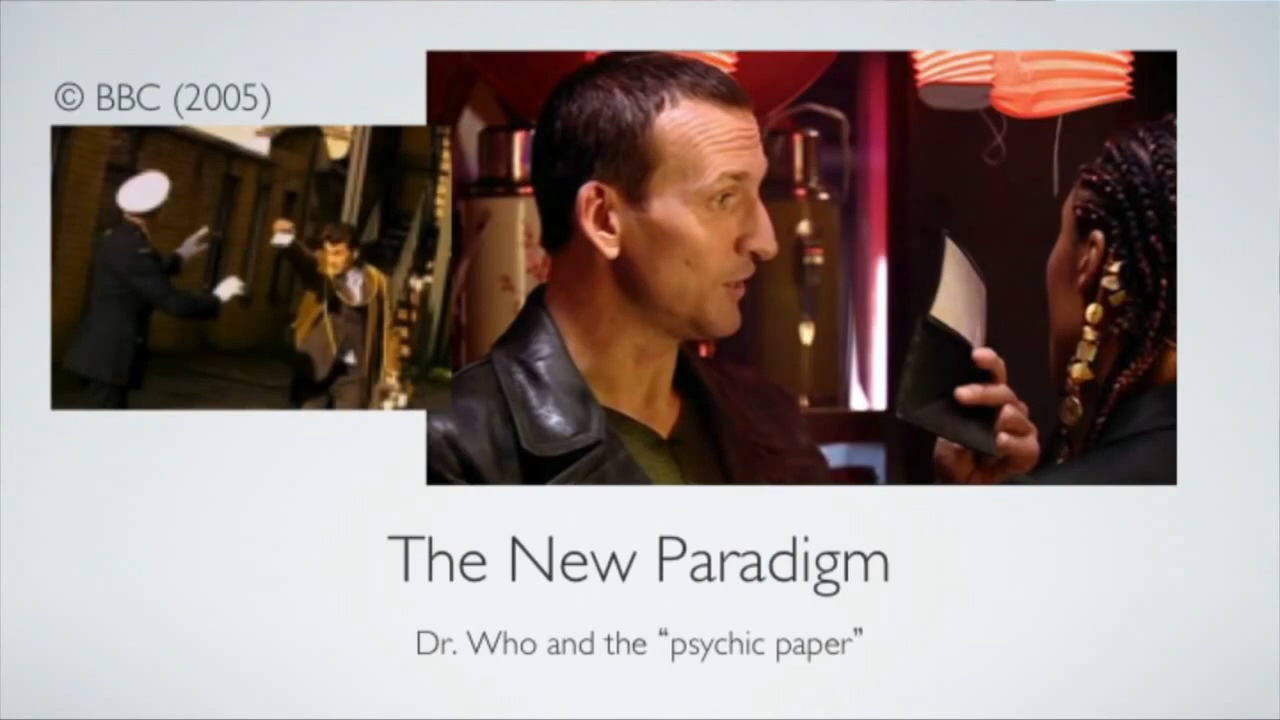 © BBC (2005)
The New Paradigm
Dr. Who and the “psychic paper”